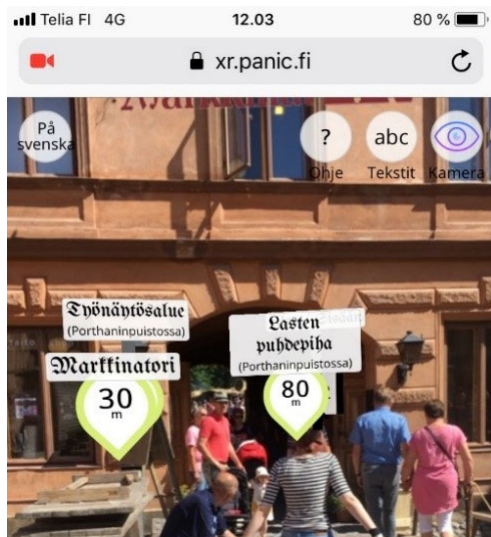 Telia FI 4G 12.03 80 %
xr.panic.fi
På
svenska
?
abc
Ohje
Tekstit
Kamera
Työnäytösalue
(Porthaninpuistossa)
Markkinatori
30
m
Lasten
puhdepiha
(Porthaninpuistossa)
80
m